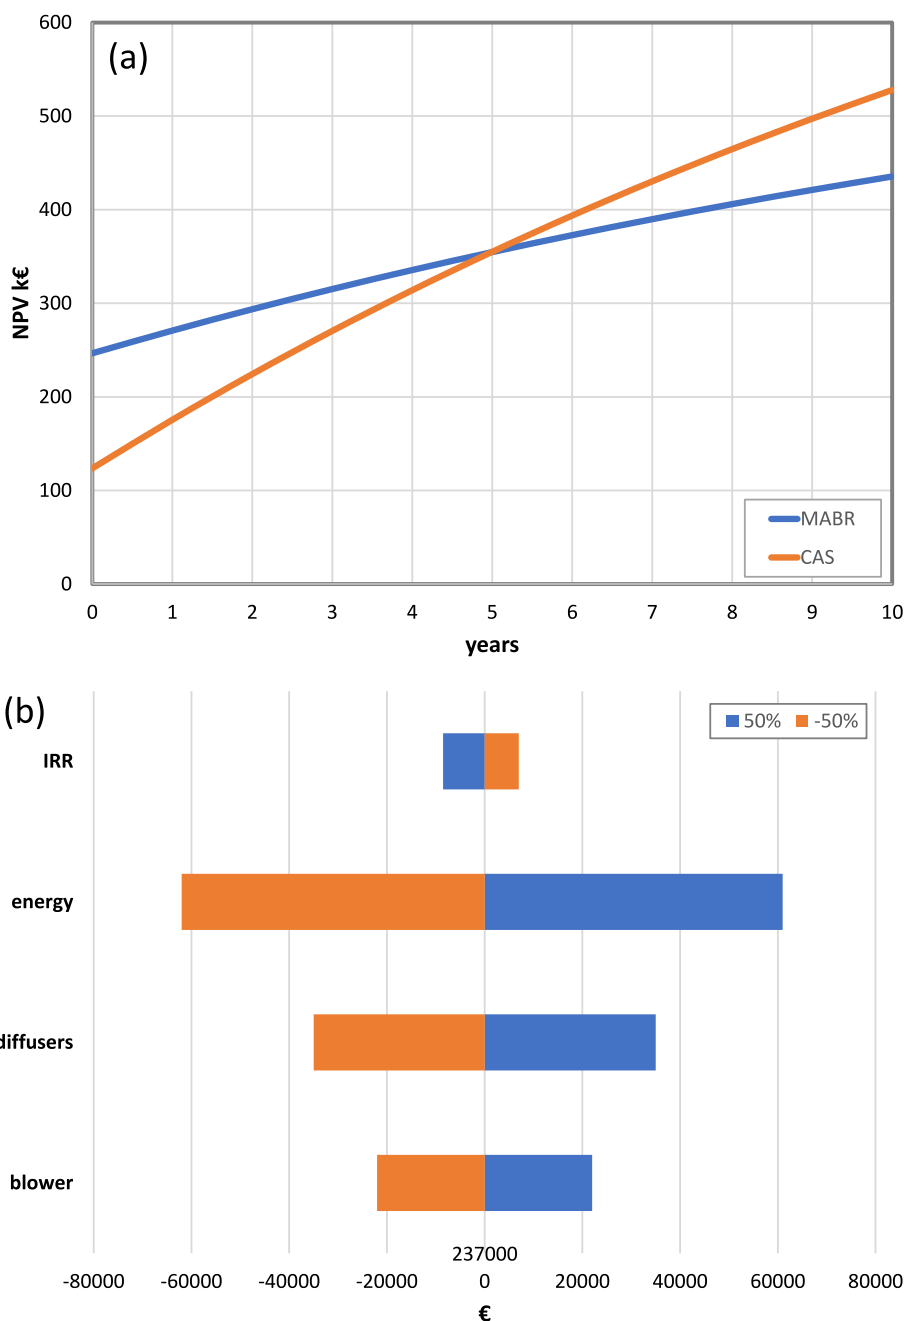 (a)
600
500
400
300
200
100
0
NPV k€
MABR
CAS
0 1 2 3 4 5 6 7 8 9 10
years
(b)
50% -50%
IRR
energy
diffusers
blower
237000
-80000 -60000 -40000 -20000 0 20000 40000 60000 80000
€